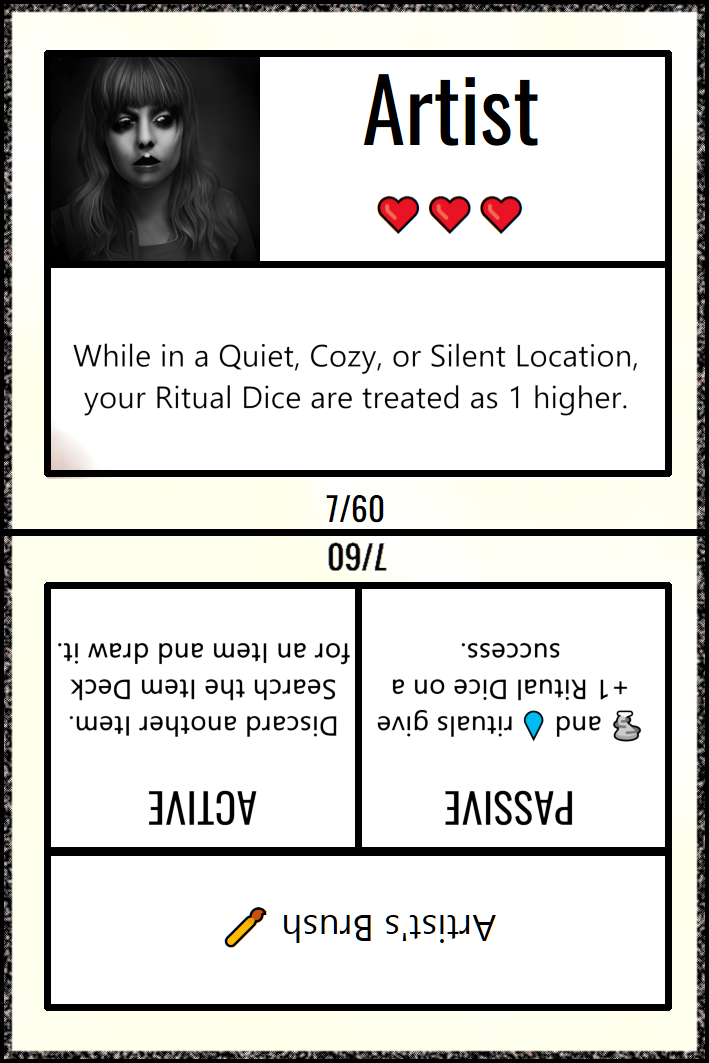 Artist
While in a Quiet, Cozy, or Silent Location,
your Ritual Dice are treated as 1 higher.
7/60
Artist's Brush
PASSIVE
and rituals give
+1 Ritual Dice on a
success.
ACTIVE
Discard another Item.
Search the Item Deck
for an Item and draw it.
7/60